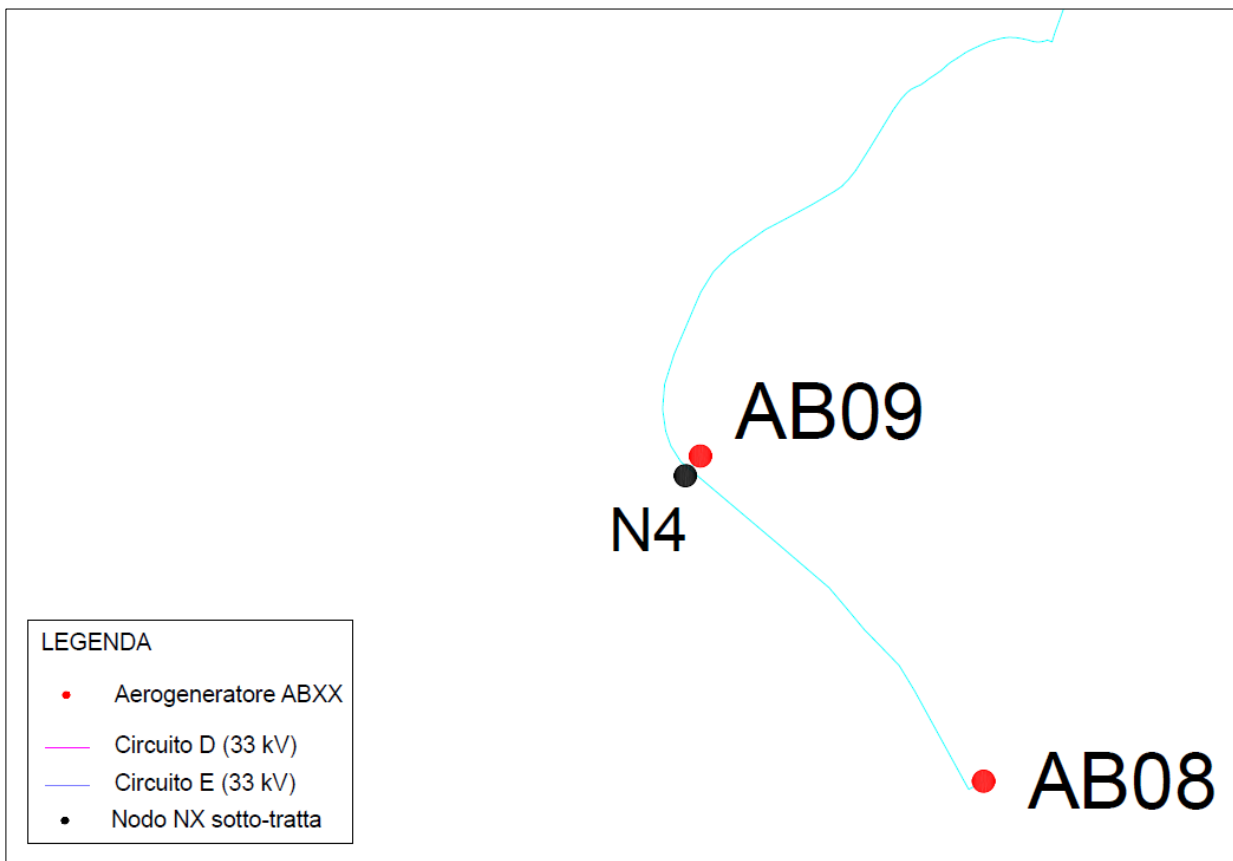 AB09
N4
AB08
LEGENDA
Aerogeneratore ABXX
Circuito D (33 kV)
Circuito E (33 kV)
Nodo NX sotto-tratta